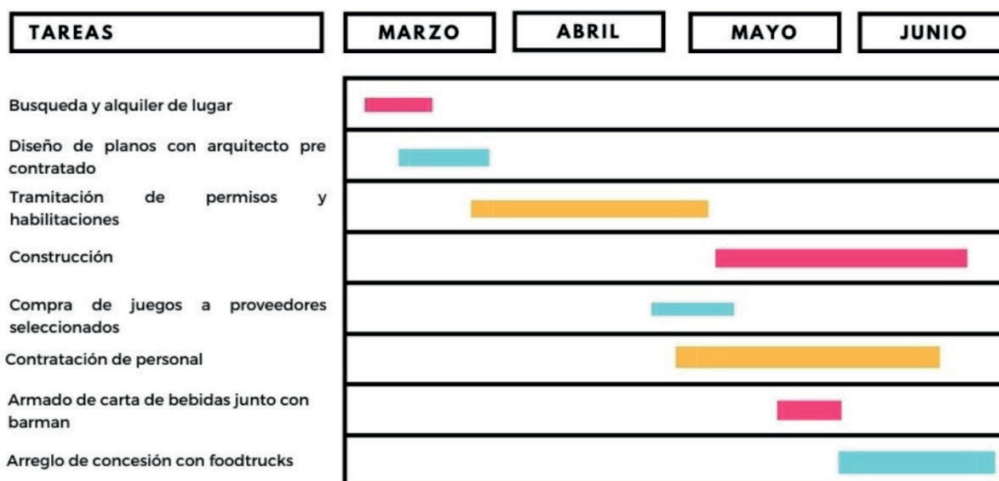 TAREAS
MARZO
ABRIL
MAYO
JUNIO
Busqueda y alquiler de lugar
Diseño de planos con arquitecto pre
contratado
Tramitación de permisos y
habilitaciones
Construcción
Compra de juegos a proveedores
seleccionados
Contratación de personal
Armado de carta de bebidas junto con
barman
Arreglo de concesión con foodtrucks